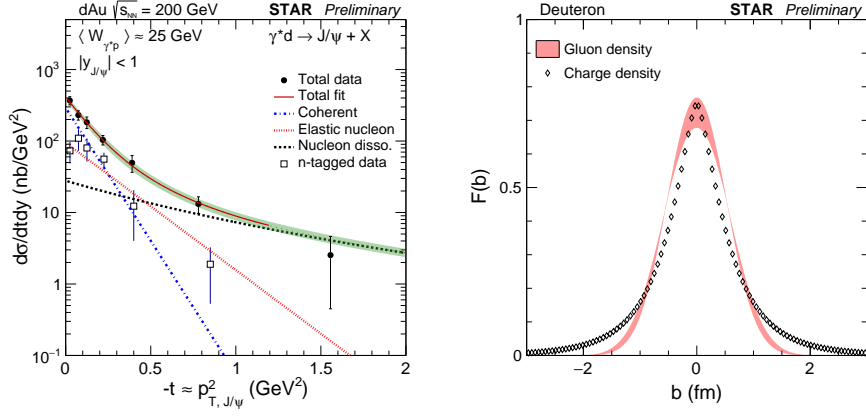 dAu √s_NN = 200 GeV STAR Preliminary
⟨ W_γ*p ⟩ ≈ 25 GeV γ*d → J/ψ + X
|y_J/ψ| < 1
Total data
Total fit
Coherent
Elastic nucleon
Nucleon disso.
n-tagged data
dσ/dtdy (nb/GeV²)
10³
10²
10
1
10⁻¹
0 0.5 1 1.5 2
-t ≈ p²_T, J/ψ (GeV²)
Deuteron STAR Preliminary
Gluon density
Charge density
F(b)
1
0.5
0
−2 0 2
b (fm)